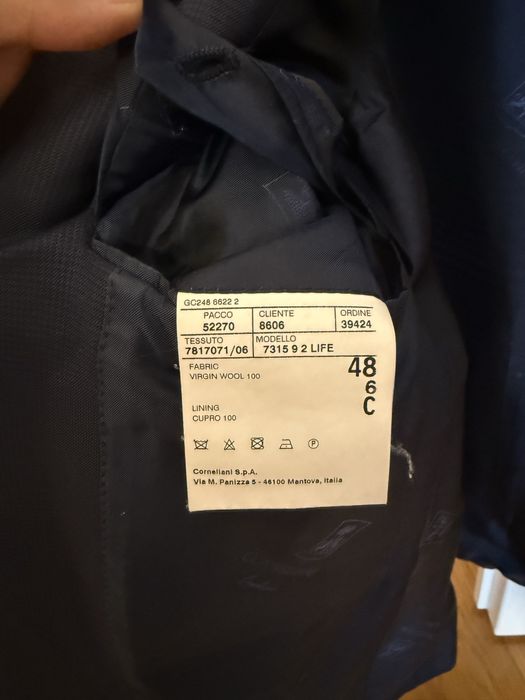 GC248 6622 2
PACCO CLIENTE ORDINE
52270 8606 39424
TESSUTO MODELLO
7817071/06 7315 9 2 LIFE
FABRIC
VIRGIN WOOL 100
48
6
C
LINING
CUPRO 100
P
Corneliani S.p.A.
Via M. Panizza 5 - 46100 Mantova, Italia